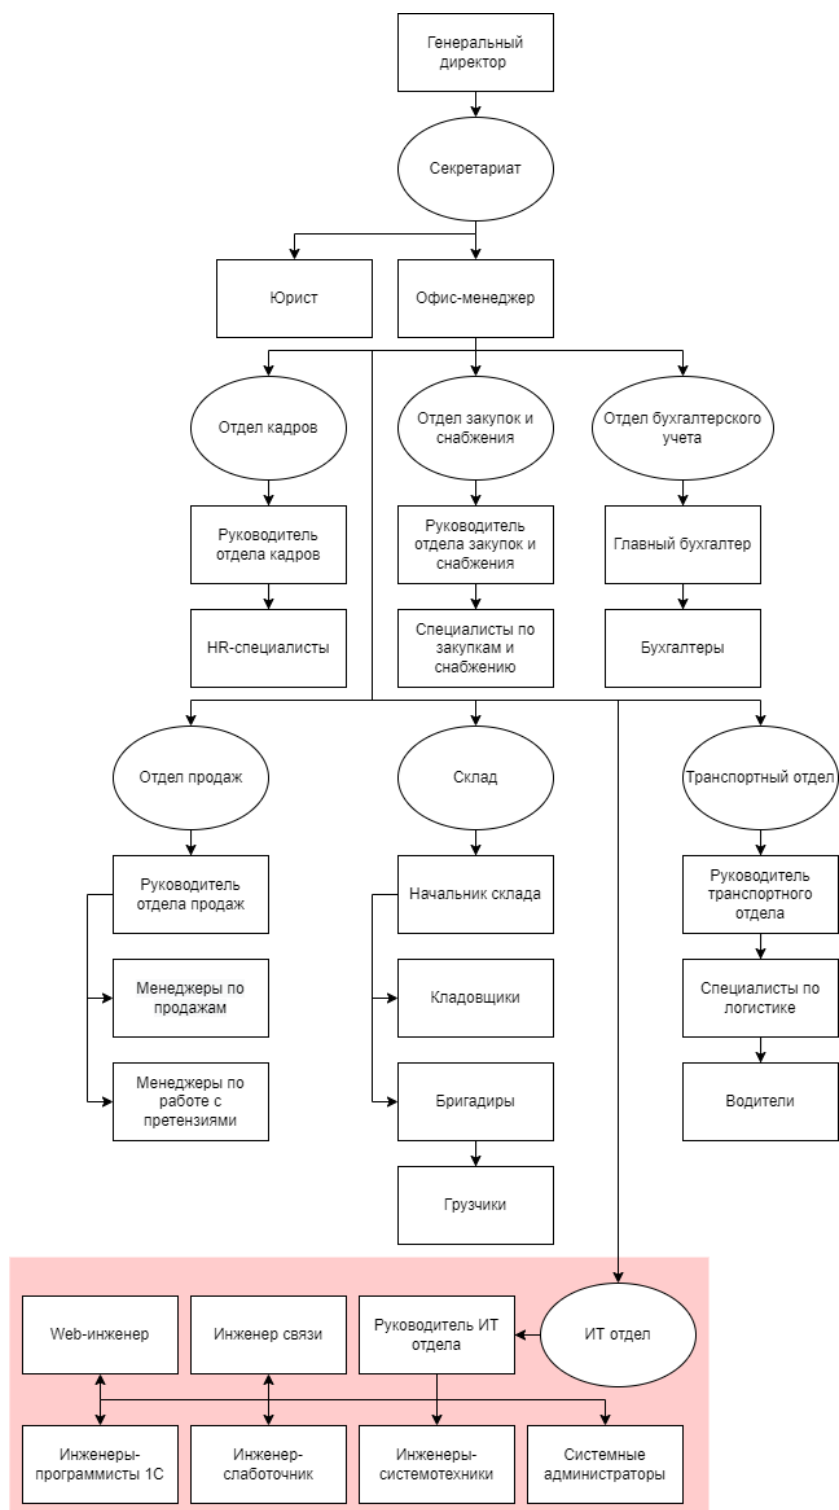 Генеральный
директор
Секретариат
Юрист
Офис-менеджер
Отдел кадров
Отдел закупок и
снабжения
Отдел бухгалтерского
учета
Руководитель
отдела кадров
Руководитель
отдела закупок и
снабжения
Главный бухгалтер
HR-специалисты
Специалисты по
закупкам и
снабжению
Бухгалтеры
Отдел продаж
Склад
Транспортный отдел
Руководитель
отдела продаж
Начальник склада
Руководитель
транспортного
отдела
Менеджеры по
продажам
Кладовщики
Специалисты по
логистике
Менеджеры по
работе с
претензиями
Бригадиры
Водители
Грузчики
Web-инженер
Инженер связи
Руководитель ИТ
отдела
ИТ отдел
Инженеры-
программисты 1С
Инженер-
слаботочник
Инженеры-
системотехники
Системные
администраторы